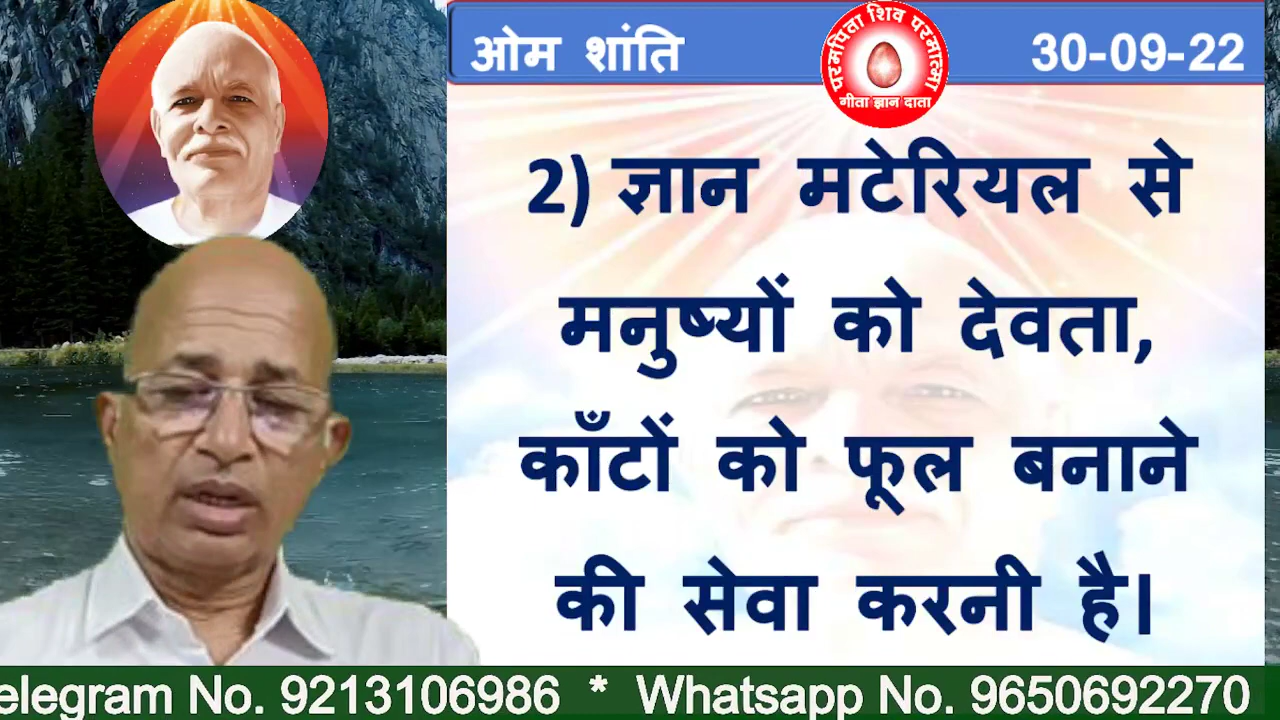 ओम शांति
परमपिता शिव परमात्मा
गीता ज्ञान दाता
30-09-22
2) ज्ञान मटेरियल से
मनुष्यों को देवता,
काँटों को फूल बनाने
की सेवा करनी है।
elegram No. 9213106986 * Whatsapp No. 9650692270